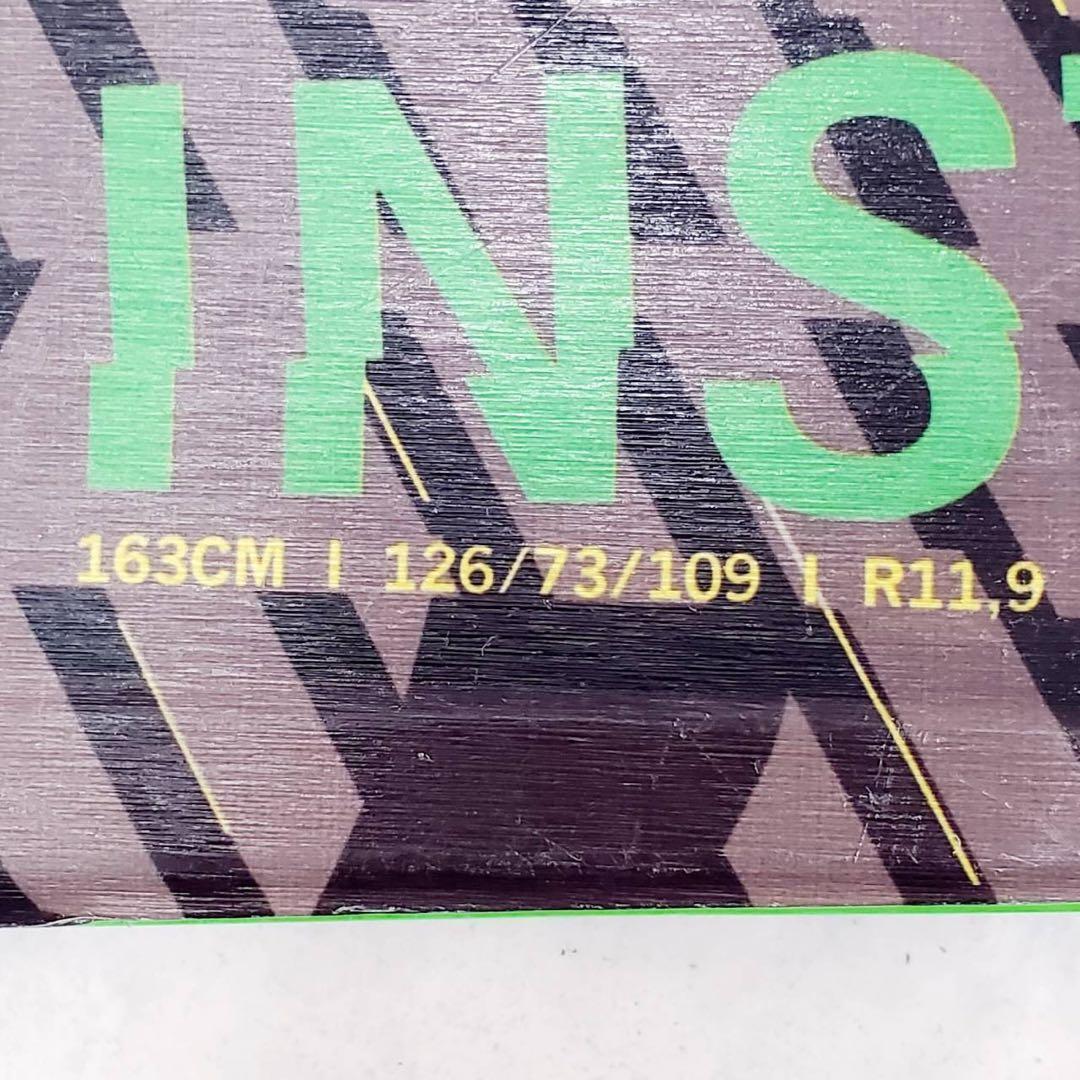 INS
163CM | 126/73/109 | R11,9